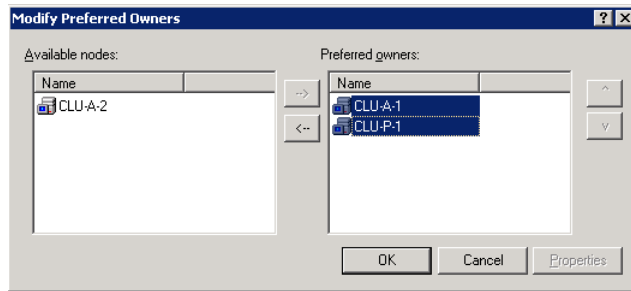 Modify Preferred Owners
Available nodes:
Preferred owners:
Name
Name
-->
^
CLU-A-2
CLU-A-1
<--
CLU-P-1
v
OK
Cancel
Properties